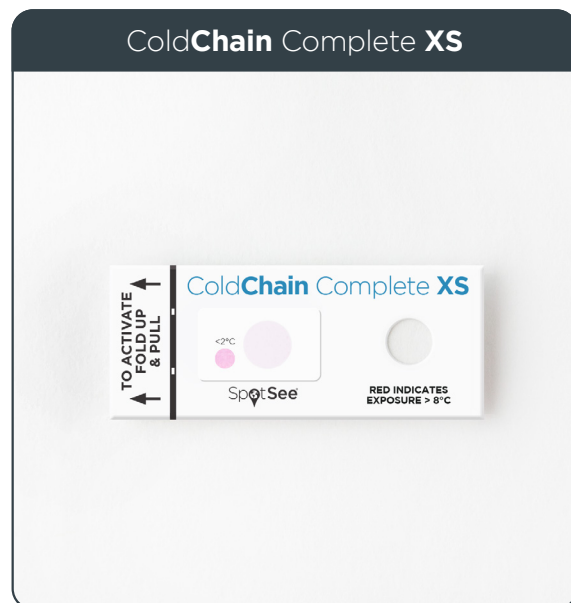 ColdChain Complete XS
TO ACTIVATE
FOLD UP
& PULL
ColdChain Complete XS
<2°C
SpotSee
RED INDICATES
EXPOSURE > 8°C